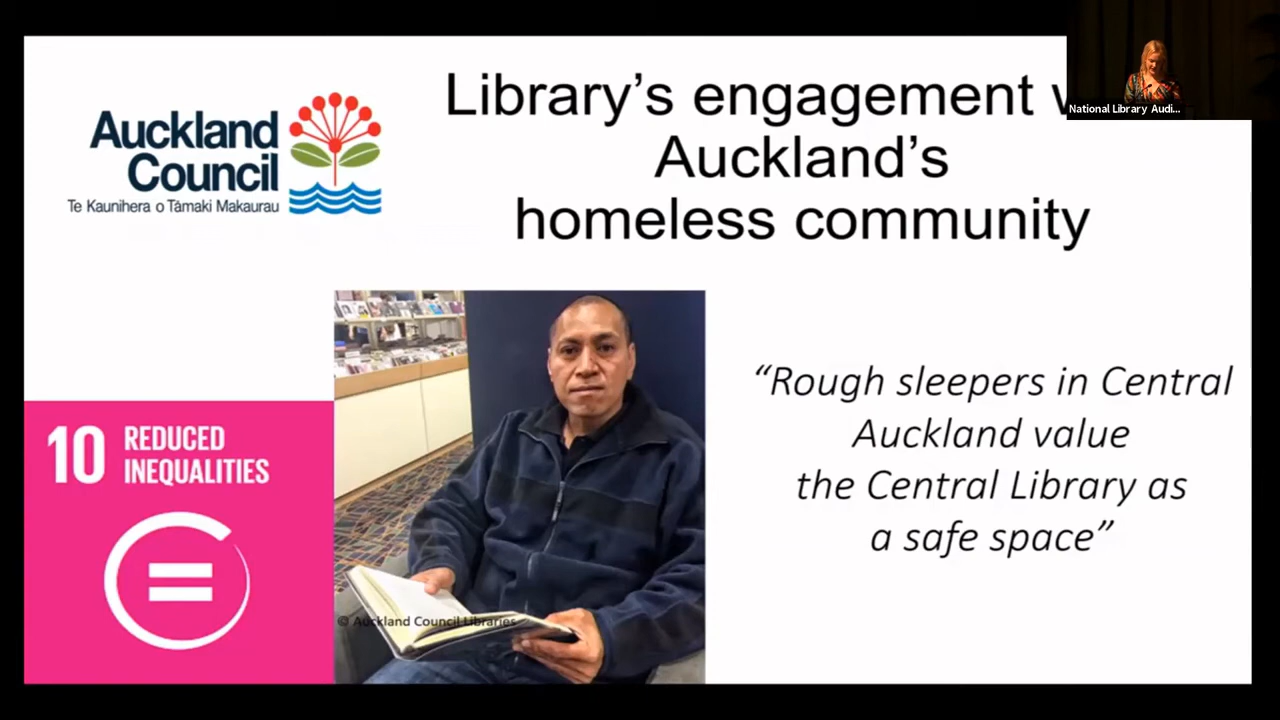 Library's engagement
Auckland's
homeless community
Auckland
Council
Te Kaunihera o Tāmaki Makaurau
National Library Audi...
10 REDUCED
INEQUALITIES
© Auckland Council Libraries
“Rough sleepers in Central
Auckland value
the Central Library as
a safe space”